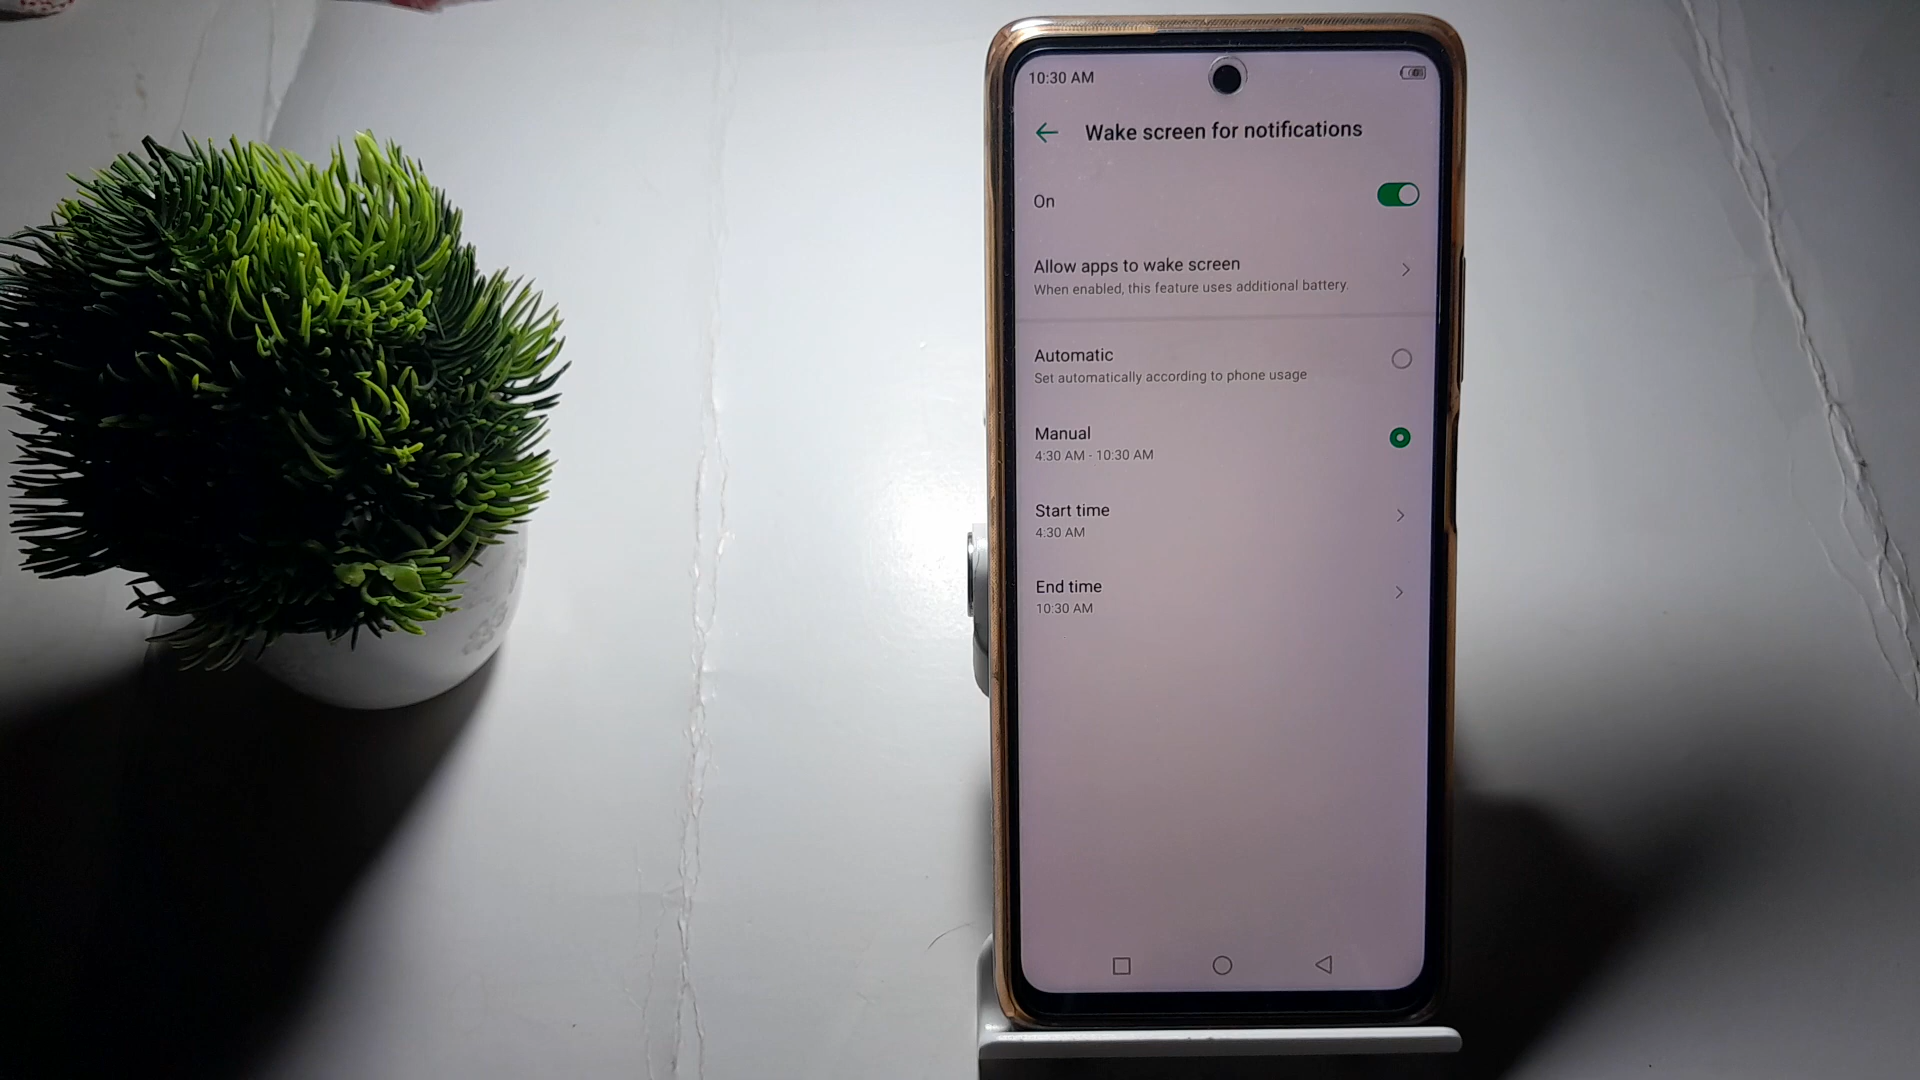 10:30 AM
Wake screen for notifications
On
Allow apps to wake screen
When enabled, this feature uses additional battery.
Automatic
Set automatically according to phone usage
Manual
4:30 AM - 10:30 AM
Start time
4:30 AM
End time
10:30 AM